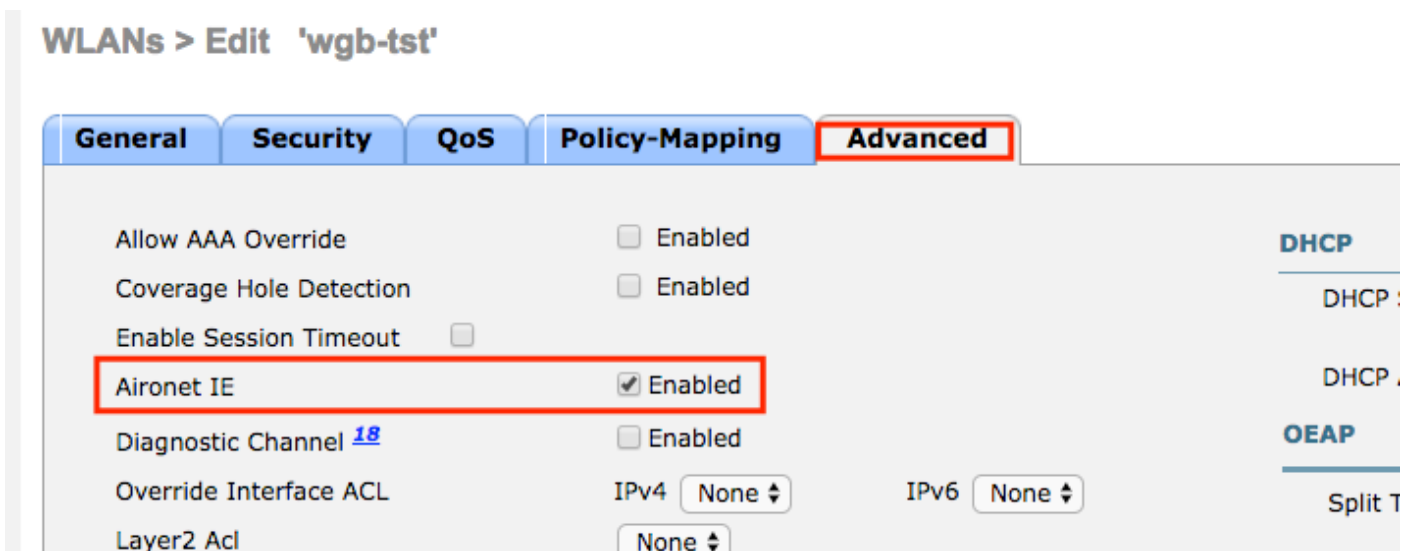 WLANs > Edit 'wgb-tst'
General Security QoS Policy-Mapping Advanced
Allow AAA Override Enabled
Coverage Hole Detection Enabled
Enable Session Timeout
Aironet IE Enabled
Diagnostic Channel 18 Enabled
Override Interface ACL IPv4 None IPv6 None
Layer2 Acl None
DHCP
DHCP
DHCP
OEAP
Split